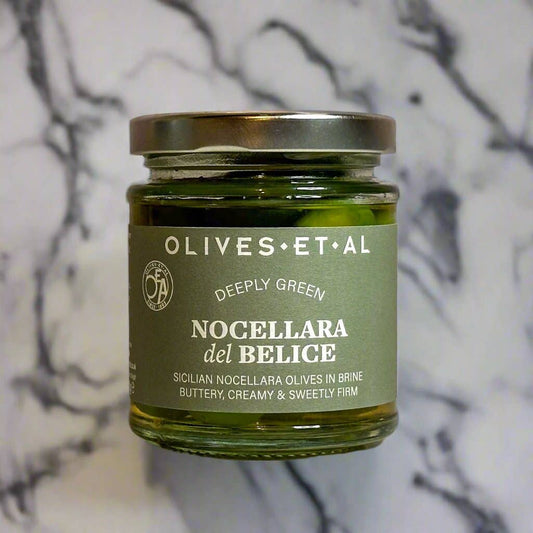 OLIVES·ET·AL
DEEPLY GREEN
NOCELLARA
del BELICE
SICILIAN NOCELLARA OLIVES IN BRINE
BUTTERY, CREAMY & SWEETLY FIRM